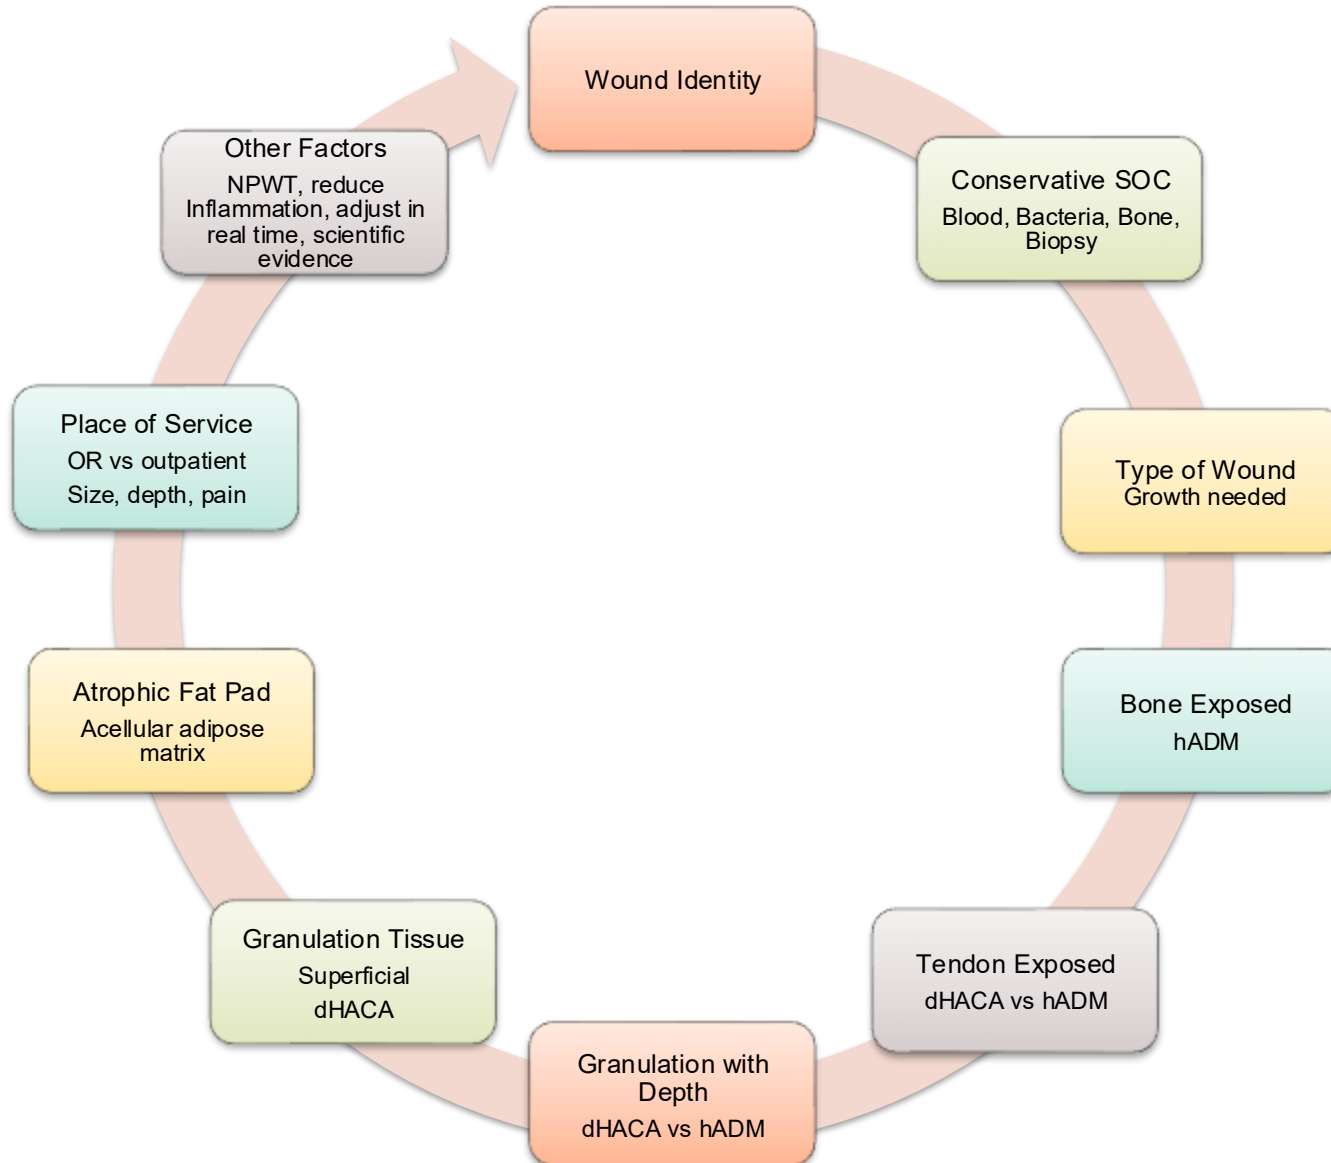 Wound Identity
Conservative SOC
Blood, Bacteria, Bone,
Biopsy
Type of Wound
Growth needed
Bone Exposed
hADM
Tendon Exposed
dHACA vs hADM
Granulation with
Depth
dHACA vs hADM
Granulation Tissue
Superficial
dHACA
Atrophic Fat Pad
Acellular adipose
matrix
Place of Service
OR vs outpatient
Size, depth, pain
Other Factors
NPWT, reduce
Inflammation, adjust in
real time, scientific
evidence